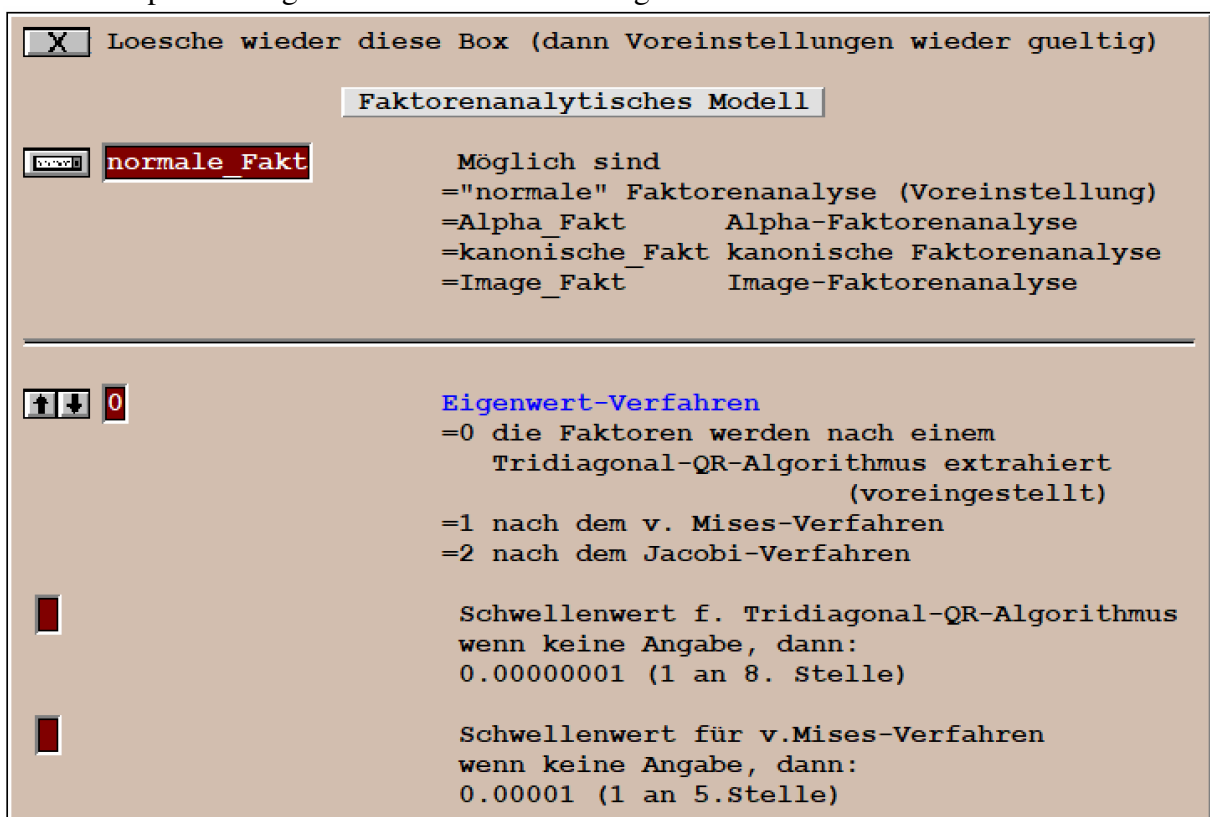 X Loesche wieder diese Box (dann Voreinstellungen wieder gueltig)
Faktorenanalytisches Modell
normale_Fakt Möglich sind
="normale" Faktorenanalyse (Voreinstellung)
=Alpha_Fakt Alpha-Faktorenanalyse
=kanonische_Fakt kanonische Faktorenanalyse
=Image_Fakt Image-Faktorenanalyse
0 Eigenwert-Verfahren
=0 die Faktoren werden nach einem
Tridiagonal-QR-Algorithmus extrahiert
(voreingestellt)
=1 nach dem v. Mises-Verfahren
=2 nach dem Jacobi-Verfahren
Schwellenwert f. Tridiagonal-QR-Algorithmus
wenn keine Angabe, dann:
0.00000001 (1 an 8. Stelle)
Schwellenwert für v.Mises-Verfahren
wenn keine Angabe, dann:
0.00001 (1 an 5.Stelle)